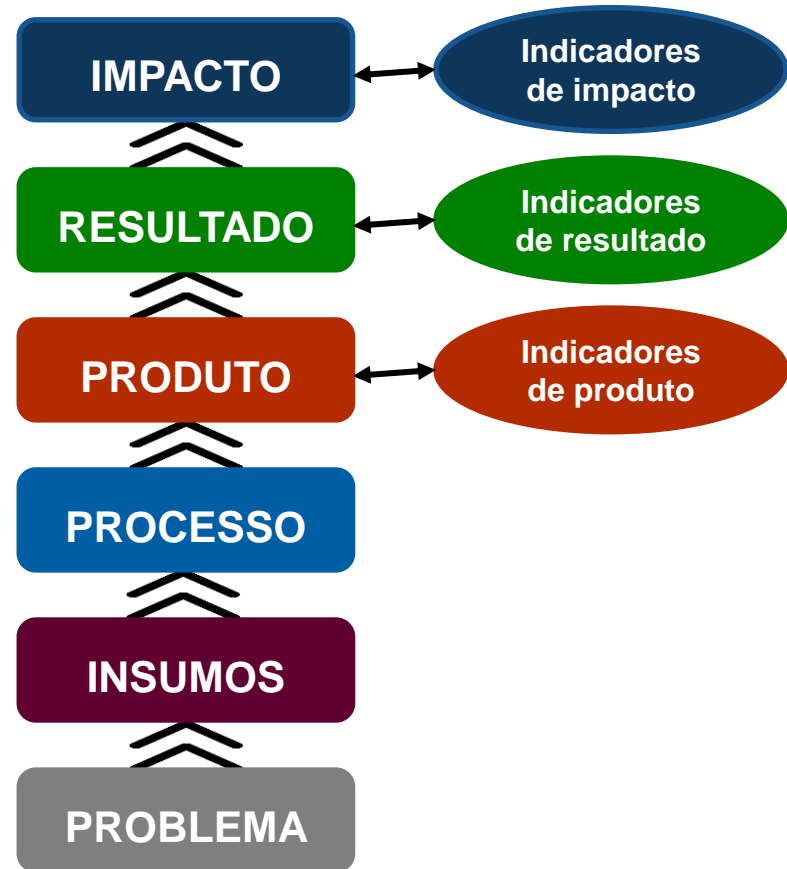 IMPACTO
Indicadores
de impacto
RESULTADO
Indicadores
de resultado
PRODUTO
Indicadores
de produto
PROCESSO
INSUMOS
PROBLEMA